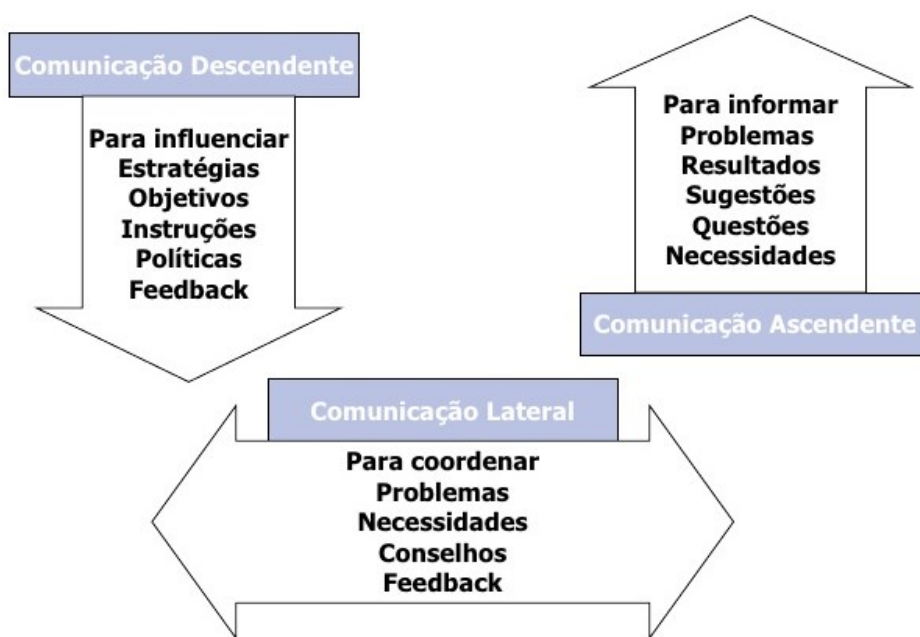 Comunicação Descendente
Para influenciar
Estratégias
Objetivos
Instruções
Políticas
Feedback
Para informar
Problemas
Resultados
Sugestões
Questões
Necessidades
Comunicação Ascendente
Comunicação Lateral
Para coordenar
Problemas
Necessidades
Conselhos
Feedback